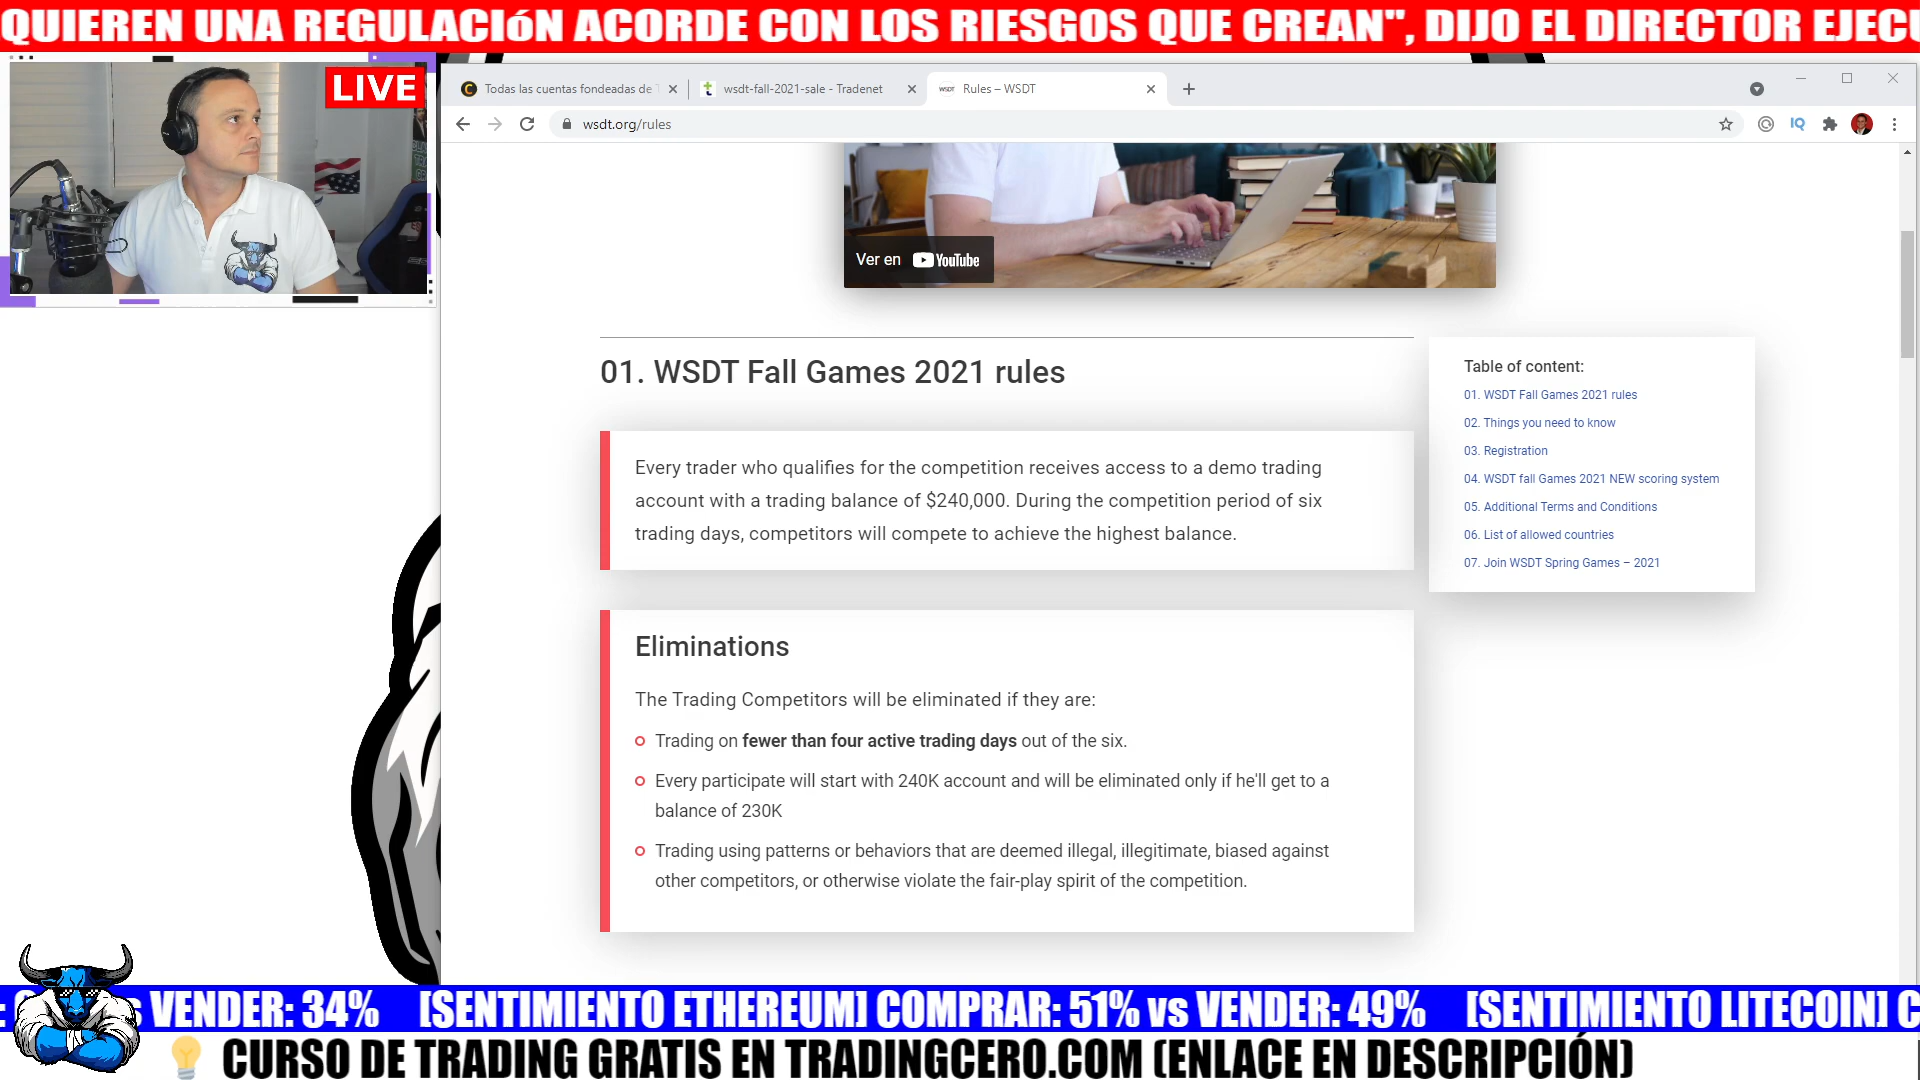 QUIEREN UNA REGULACIóN ACORDE CON LOS RIESGOS QUE CREAN", DIJO EL DIRECTOR EJECU
LIVE
Todas las cuentas fondeadas de
wsdt-fall-2021-sale - Tradenet
WSDT Rules – WSDT
wsdt.org/rules
IQ
Ver en YouTube
01. WSDT Fall Games 2021 rules
Every trader who qualifies for the competition receives access to a demo trading
account with a trading balance of $240,000. During the competition period of six
trading days, competitors will compete to achieve the highest balance.
Eliminations
The Trading Competitors will be eliminated if they are:
Trading on fewer than four active trading days out of the six.
Every participate will start with 240K account and will be eliminated only if he'll get to a
balance of 230K
Trading using patterns or behaviors that are deemed illegal, illegitimate, biased against
other competitors, or otherwise violate the fair-play spirit of the competition.
Table of content:
01. WSDT Fall Games 2021 rules
02. Things you need to know
03. Registration
04. WSDT fall Games 2021 NEW scoring system
05. Additional Terms and Conditions
06. List of allowed countries
07. Join WSDT Spring Games – 2021
VENDER: 34% [SENTIMIENTO ETHEREUM] COMPRAR: 51% vs VENDER: 49% [SENTIMIENTO LITECOIN] C
CURSO DE TRADING GRATIS EN TRADINGCERO.COM (ENLACE EN DESCRIPCIÓN)